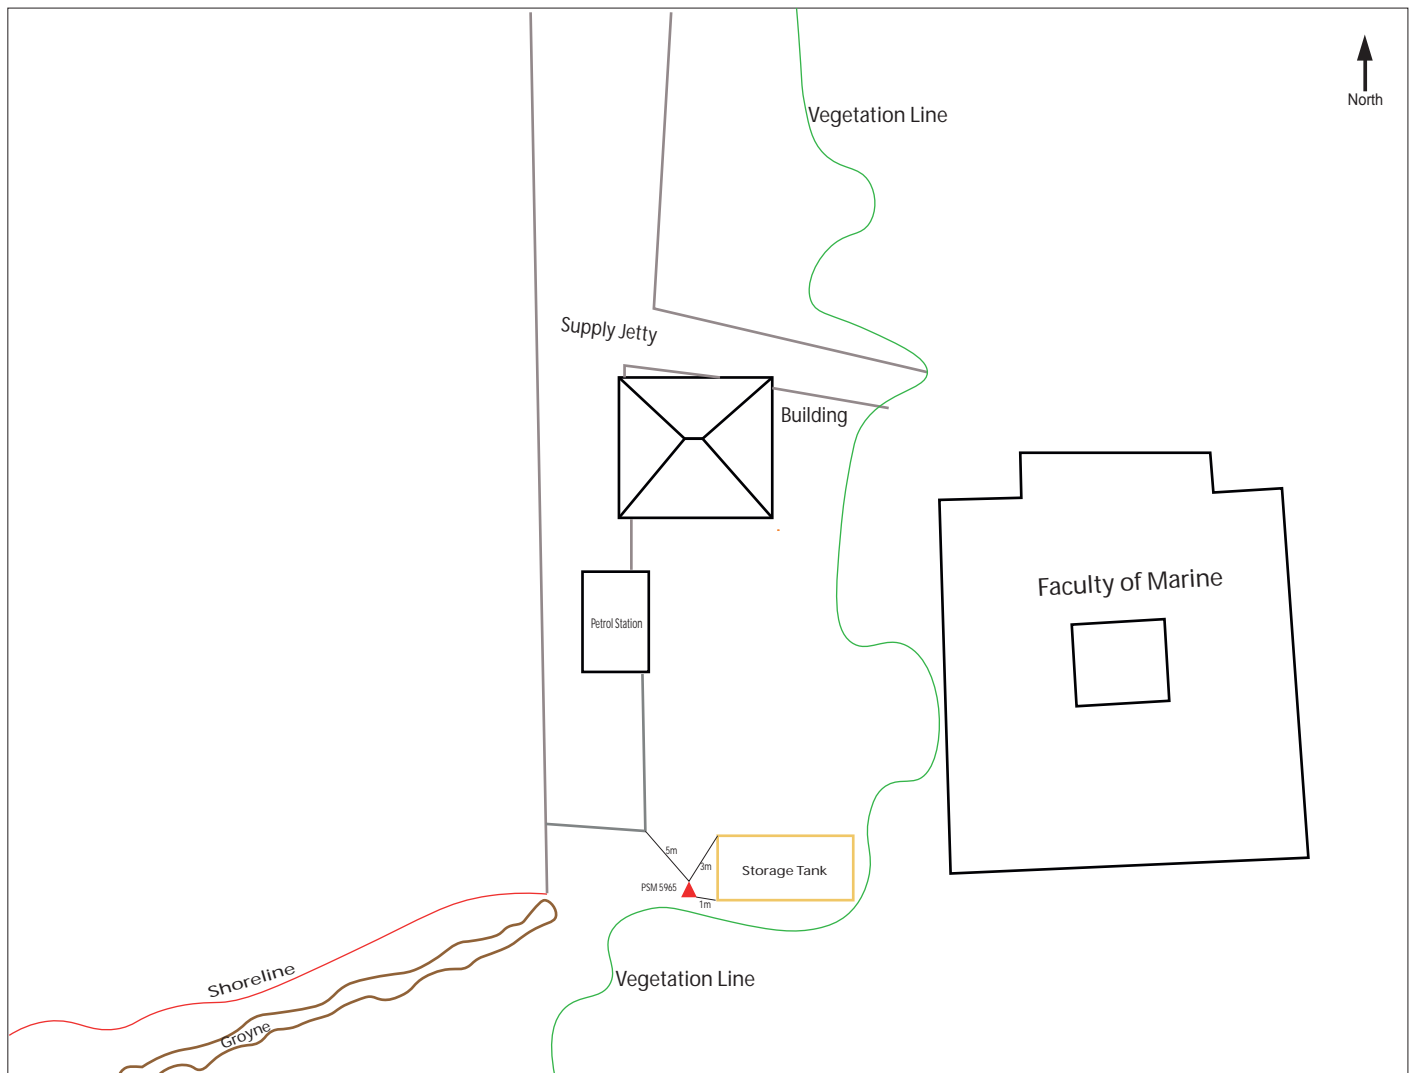 Vegetation Line
North
Supply Jetty
Building
Faculty of Marine
Petrol Station
5m
3m
Storage Tank
PSM 5965
1m
Shoreline
Vegetation Line
Groyne